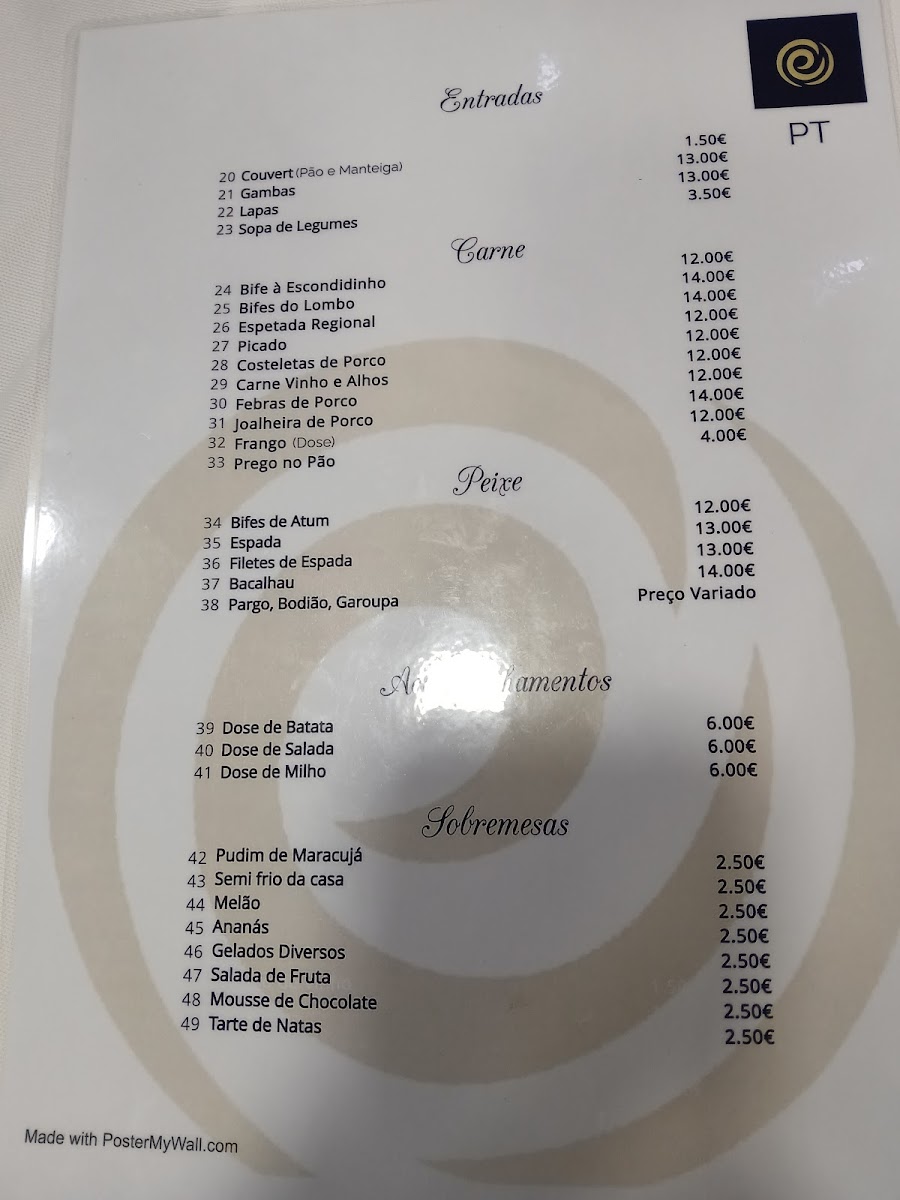 PT
Entradas
20 Couvert (Pão e Manteiga) 1.50€
21 Gambas 13.00€
22 Lapas 13.00€
23 Sopa de Legumes 3.50€
Carne
24 Bife à Escondidinho 12.00€
25 Bifes do Lombo 14.00€
26 Espetada Regional 14.00€
27 Picado 12.00€
28 Costeletas de Porco 12.00€
29 Carne Vinho e Alhos 12.00€
30 Febras de Porco 12.00€
31 Joalheira de Porco 14.00€
32 Frango (Dose) 12.00€
33 Prego no Pão 4.00€
Peixe
34 Bifes de Atum 12.00€
35 Espada 13.00€
36 Filetes de Espada 13.00€
37 Bacalhau 14.00€
38 Pargo, Bodião, Garoupa Preço Variado
39 Dose de Batata 6.00€
40 Dose de Salada 6.00€
41 Dose de Milho 6.00€
Sobremesas
42 Pudim de Maracujá 2.50€
43 Semi frio da casa 2.50€
44 Melão 2.50€
45 Ananás 2.50€
46 Gelados Diversos 2.50€
47 Salada de Fruta 2.50€
48 Mousse de Chocolate 2.50€
49 Tarte de Natas 2.50€
Made with PosterMyWall.com